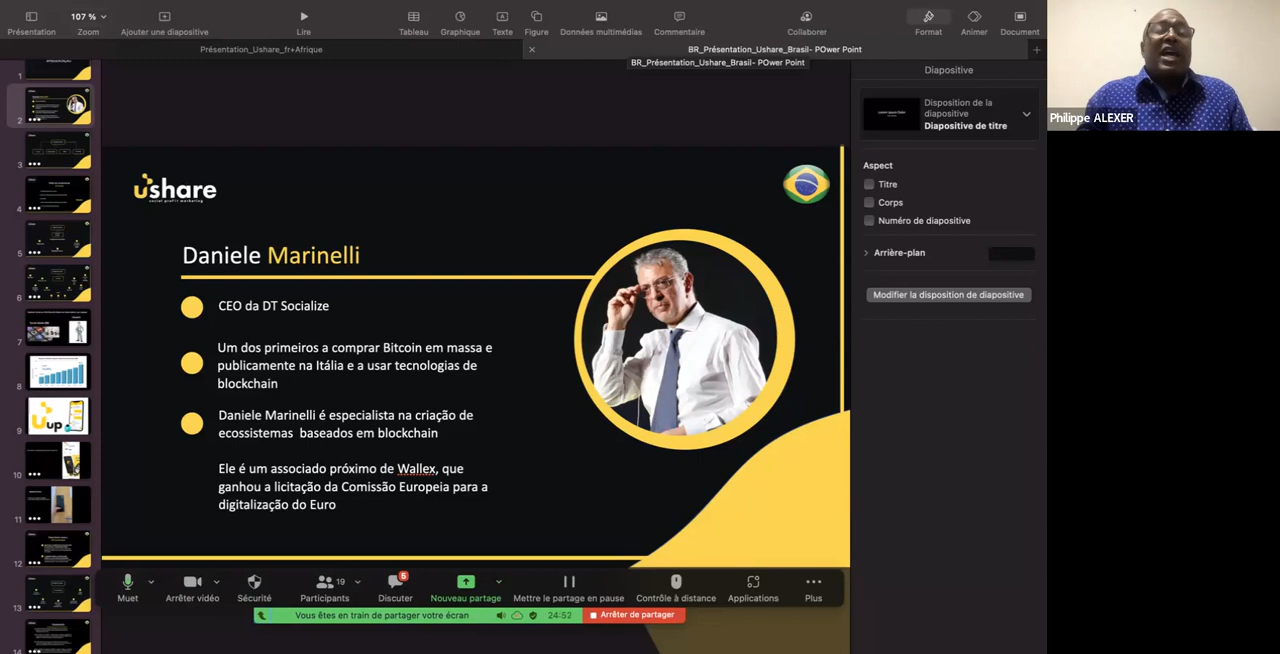 107 %
Présentation
Zoom
Ajouter une diapositive
Lire
Tableau
Graphique
Texte
Figure
Données multimédias
Commentaire
Collaborer
Format
Animer
Document
Présentation_Ushare_fr+Afrique
BR_Présentation_Ushare_Brasil- POwer Point
BR_Présentation_Ushare_Brasil- POwer Point
Diapositive
Disposition de la
diapositive
Diapositive de titre
Aspect
Titre
Corps
Numéro de diapositive
Arrière-plan
Modifier la disposition de diapositive
Philippe ALEXER
1
2
3
4
5
6
7
8
9
Uup
10
11
12
13
14
ushare
social profit marketing
Daniele Marinelli
CEO da DT Socialize
Um dos primeiros a comprar Bitcoin em massa e
publicamente na Itália e a usar tecnologias de
blockchain
Daniele Marinelli é especialista na criação de
ecossistemas baseados em blockchain
Ele é um associado próximo de Wallex, que
ganhou a licitação da Comissão Europeia para a
digitalização do Euro
19
5
Muet
Arrêter vidéo
Sécurité
Participants
Discuter
Nouveau partage
Mettre le partage en pause
Contrôle à distance
Applications
Plus
Vous êtes en train de partager votre écran
24:52
Arrêter de partager